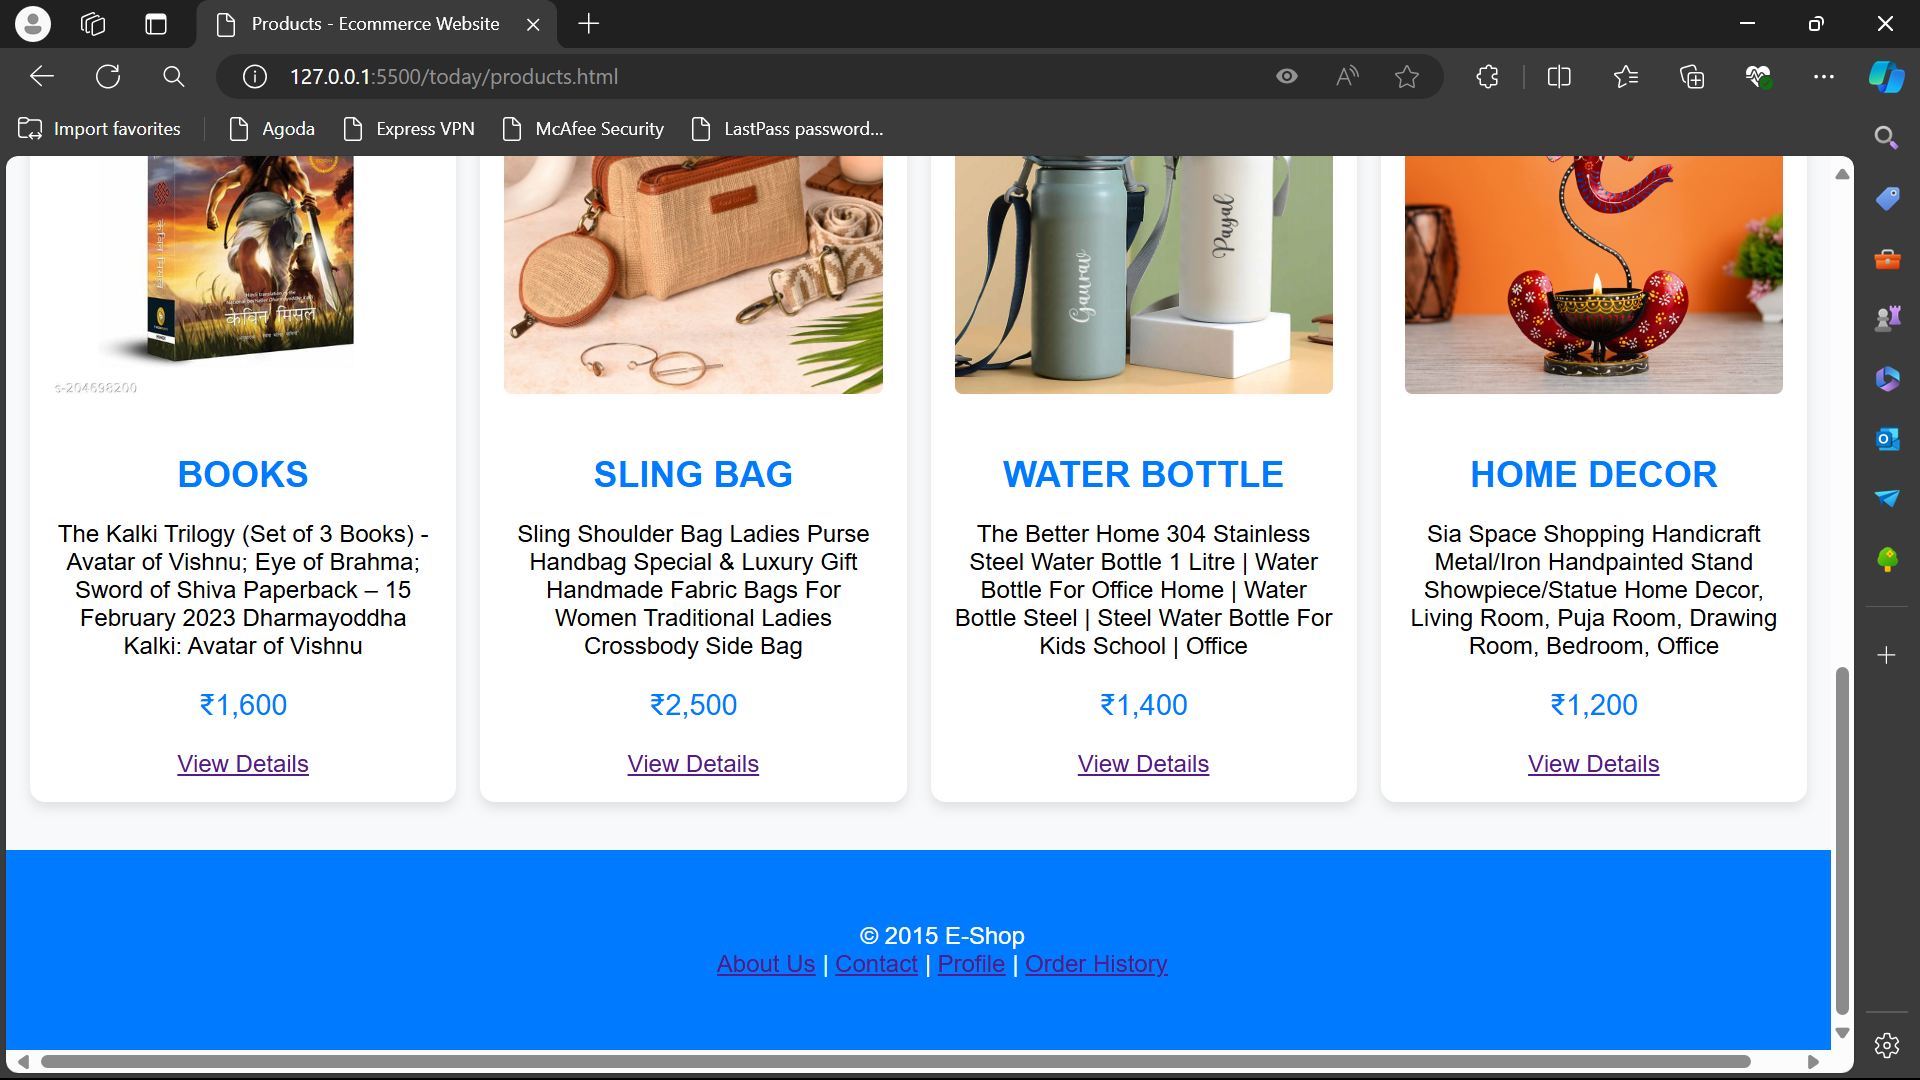 Products - Ecommerce Website
127.0.0.1:5500/today/products.html
Import favorites
Agoda
Express VPN
McAfee Security
LastPass password...
केविन मिसल
s-204698200
Gaurav
Pragul
BOOKS
The Kalki Trilogy (Set of 3 Books) -
Avatar of Vishnu; Eye of Brahma;
Sword of Shiva Paperback – 15
February 2023 Dharmayoddha
Kalki: Avatar of Vishnu
₹1,600
View Details
SLING BAG
Sling Shoulder Bag Ladies Purse
Handbag Special & Luxury Gift
Handmade Fabric Bags For
Women Traditional Ladies
Crossbody Side Bag
₹2,500
View Details
WATER BOTTLE
The Better Home 304 Stainless
Steel Water Bottle 1 Litre | Water
Bottle For Office Home | Water
Bottle Steel | Steel Water Bottle For
Kids School | Office
₹1,400
View Details
HOME DECOR
Sia Space Shopping Handicraft
Metal/Iron Handpainted Stand
Showpiece/Statue Home Decor,
Living Room, Puja Room, Drawing
Room, Bedroom, Office
₹1,200
View Details
© 2015 E-Shop
About Us | Contact | Profile | Order History